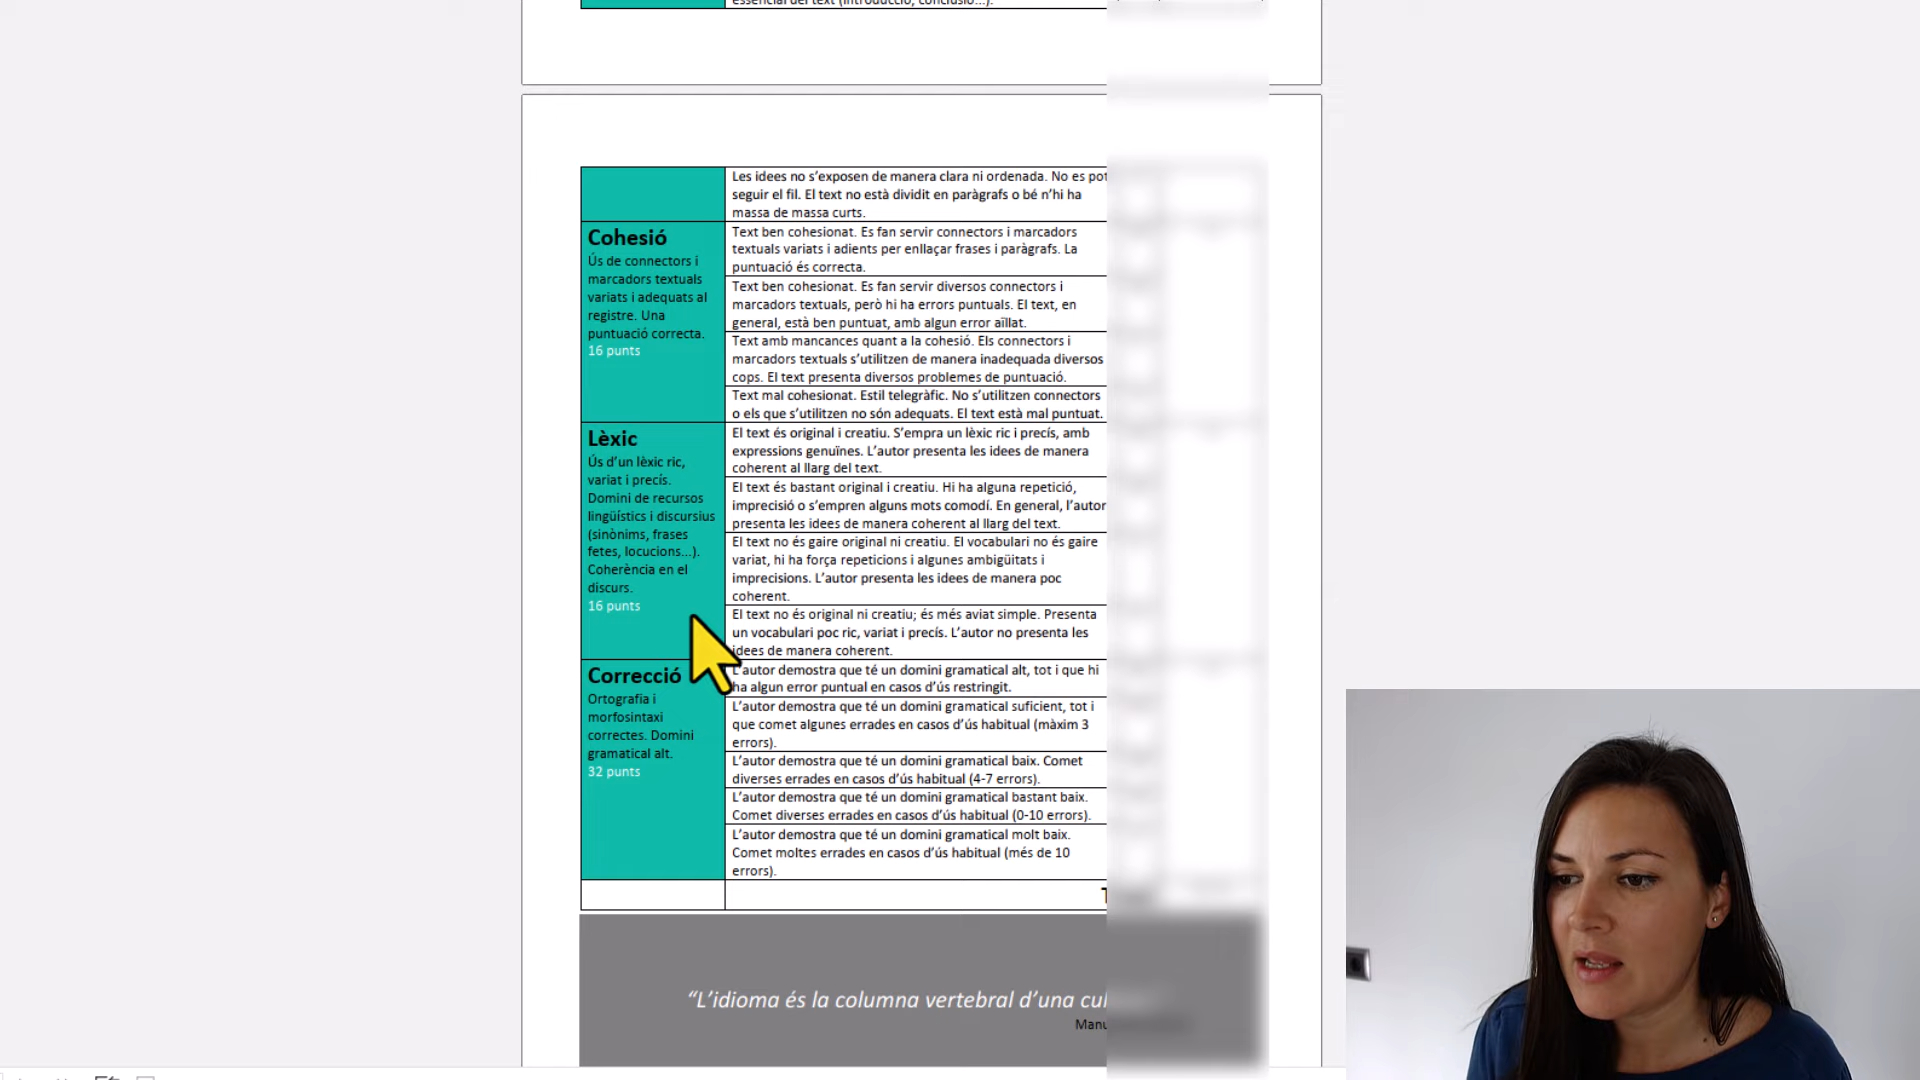 essencial del text (introducció, conclusió...).
Les idees no s’exposen de manera clara ni ordenada. No es pot
seguir el fil. El text no està dividit en paràgrafs o bé n’hi ha
massa de massa curts.
Cohesió
Ús de connectors i
marcadors textuals
variats i adequats al
registre. Una
puntuació correcta.
16 punts
Text ben cohesionat. Es fan servir connectors i marcadors
textuals variats i adients per enllaçar frases i paràgrafs. La
puntuació és correcta.
Text ben cohesionat. Es fan servir diversos connectors i
marcadors textuals, però hi ha errors puntuals. El text, en
general, està ben puntuat, amb algun error aïllat.
Text amb mancances quant a la cohesió. Els connectors i
marcadors textuals s’utilitzen de manera inadequada diversos
cops. El text presenta diversos problemes de puntuació.
Text mal cohesionat. Estil telegràfic. No s’utilitzen connectors
o els que s’utilitzen no són adequats. El text està mal puntuat.
Lèxic
Ús d’un lèxic ric,
variat i precís.
Domini de recursos
lingüístics i discursius
(sinònims, frases
fetes, locucions...).
Coherència en el
discurs.
16 punts
El text és original i creatiu. S’empra un lèxic ric i precís, amb
expressions genuïnes. L’autor presenta les idees de manera
coherent al llarg del text.
El text és bastant original i creatiu. Hi ha alguna repetició,
imprecisió o s’empren alguns mots comodí. En general, l’autor
presenta les idees de manera coherent al llarg del text.
El text no és gaire original ni creatiu. El vocabulari no és gaire
variat, hi ha força repeticions i algunes ambigüitats i
imprecisions. L’autor presenta les idees de manera poc
coherent.
El text no és original ni creatiu; és més aviat simple. Presenta
un vocabulari poc ric, variat i precís. L’autor no presenta les
idees de manera coherent.
Correcció
Ortografia i
morfosintaxi
correctes. Domini
gramatical alt.
32 punts
L’autor demostra que té un domini gramatical alt, tot i que hi
ha algun error puntual en casos d’ús restringit.
L’autor demostra que té un domini gramatical suficient, tot i
que comet algunes errades en casos d’ús habitual (màxim 3
errors).
L’autor demostra que té un domini gramatical baix. Comet
diverses errades en casos d’ús habitual (4-7 errors).
L’autor demostra que té un domini gramatical bastant baix.
Comet diverses errades en casos d’ús habitual (0-10 errors).
L’autor demostra que té un domini gramatical molt baix.
Comet moltes errades en casos d’ús habitual (més de 10
errors).
“L’idioma és la columna vertebral d’una